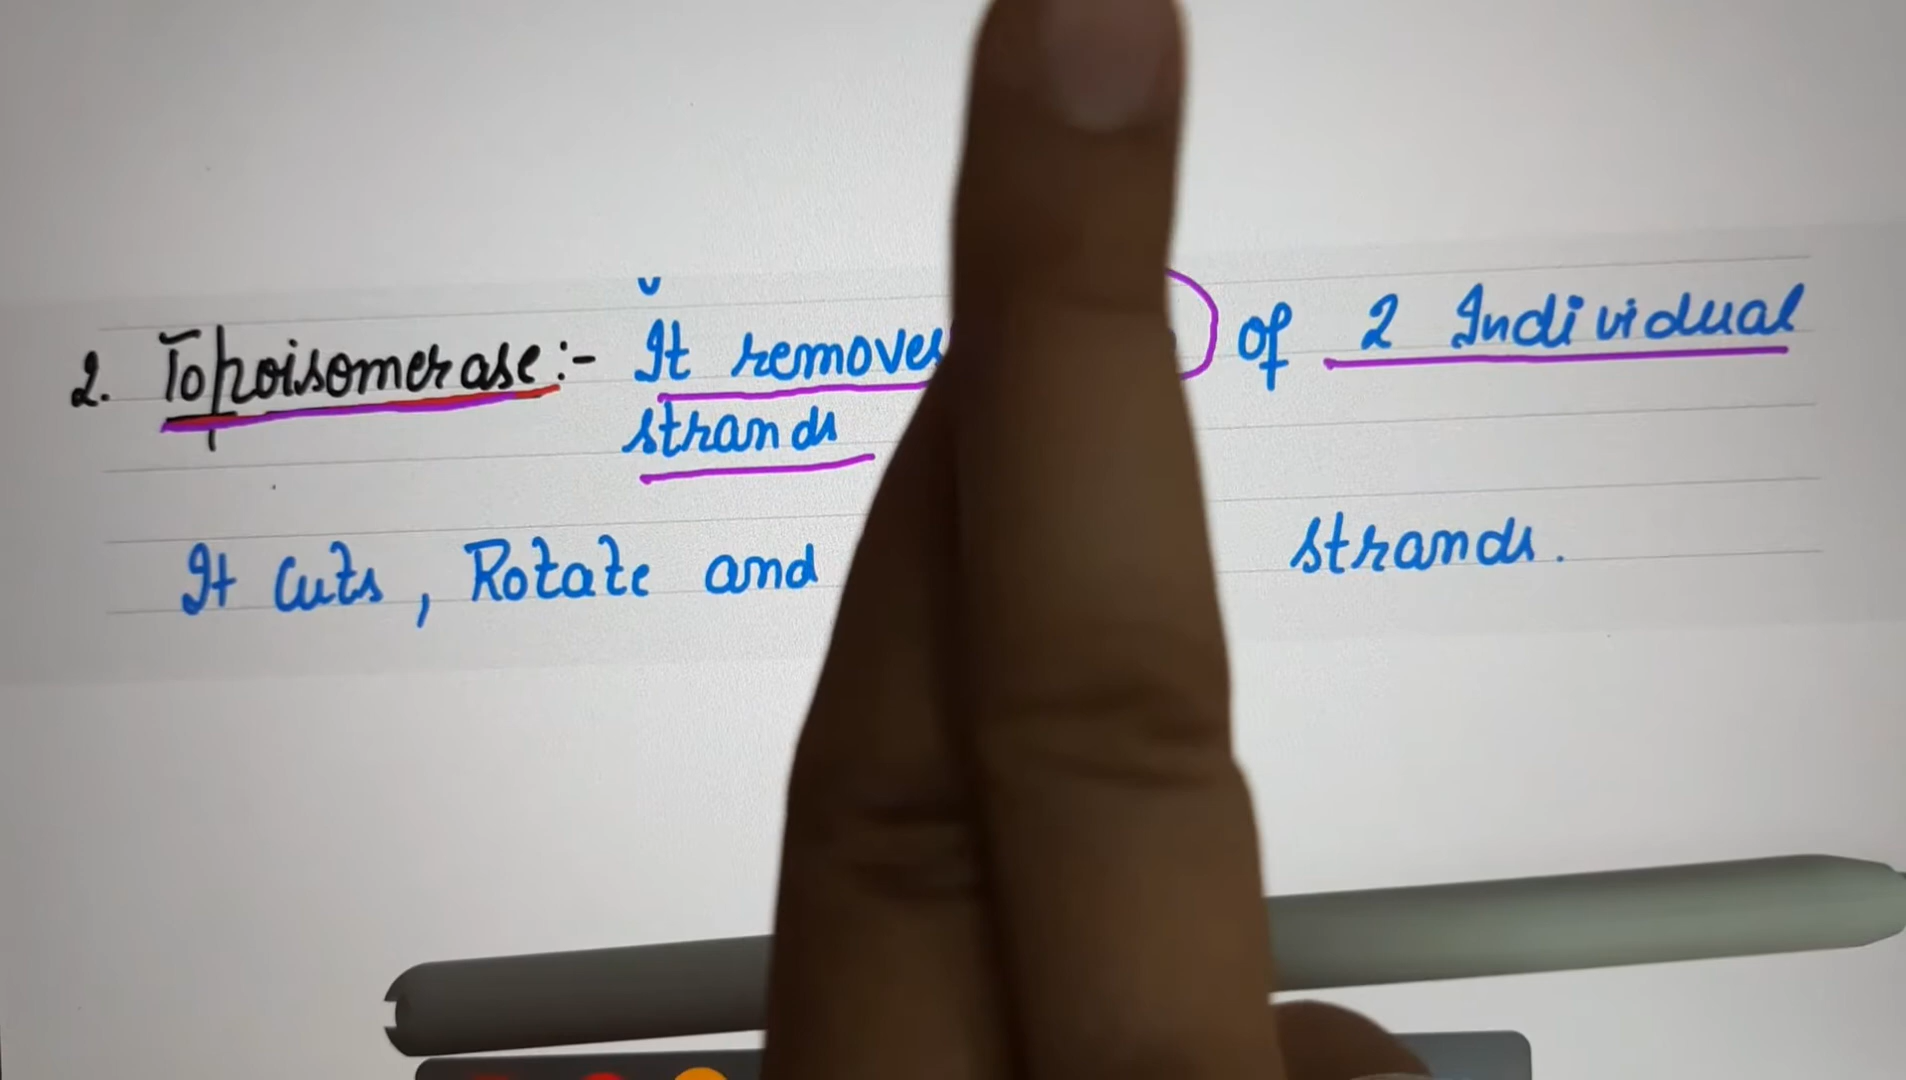 2. Topoisomerase:- It removes of 2 Individual
strands
It cuts, Rotate and strands.